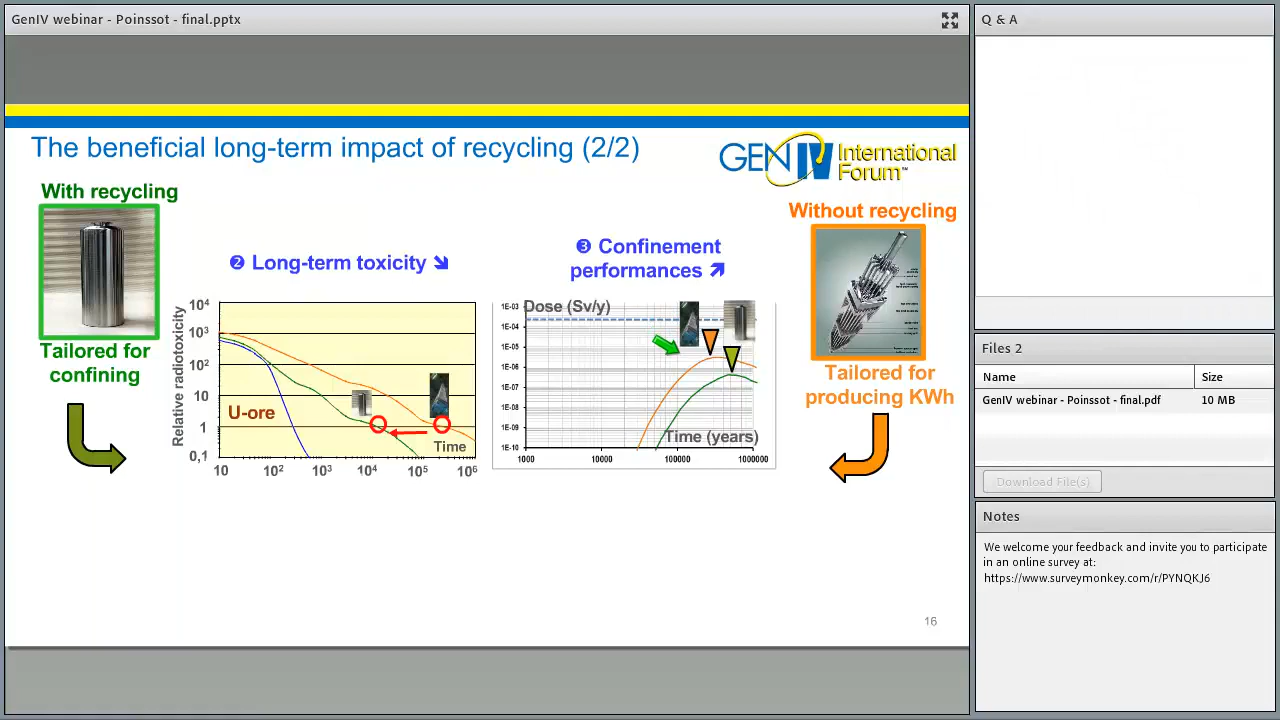 GenIV webinar - Poinssot - final.pptx
The beneficial long-term impact of recycling (2/2)
GENIV International
Forum™
With recycling
Tailored for
confining
❷ Long-term toxicity ➘
Relative radiotoxicity
10⁴
10³
10²
10
1
0,1
U-ore
Time
10
10²
10³
10⁴
10⁵
10⁶
❸ Confinement
performances ➚
Dose (Sv/y)
1E-03
1E-04
1E-05
1E-06
1E-07
1E-08
1E-09
1E-10
Time (years)
1000
10000
100000
1000000
Without recycling
Tailored for
producing KWh
16
Q & A
Files 2
Name
Size
GenIV webinar - Poinssot - final.pdf
10 MB
Download File(s)
Notes
We welcome your feedback and invite you to participate
in an online survey at:
https://www.surveymonkey.com/r/PYNQKJ6